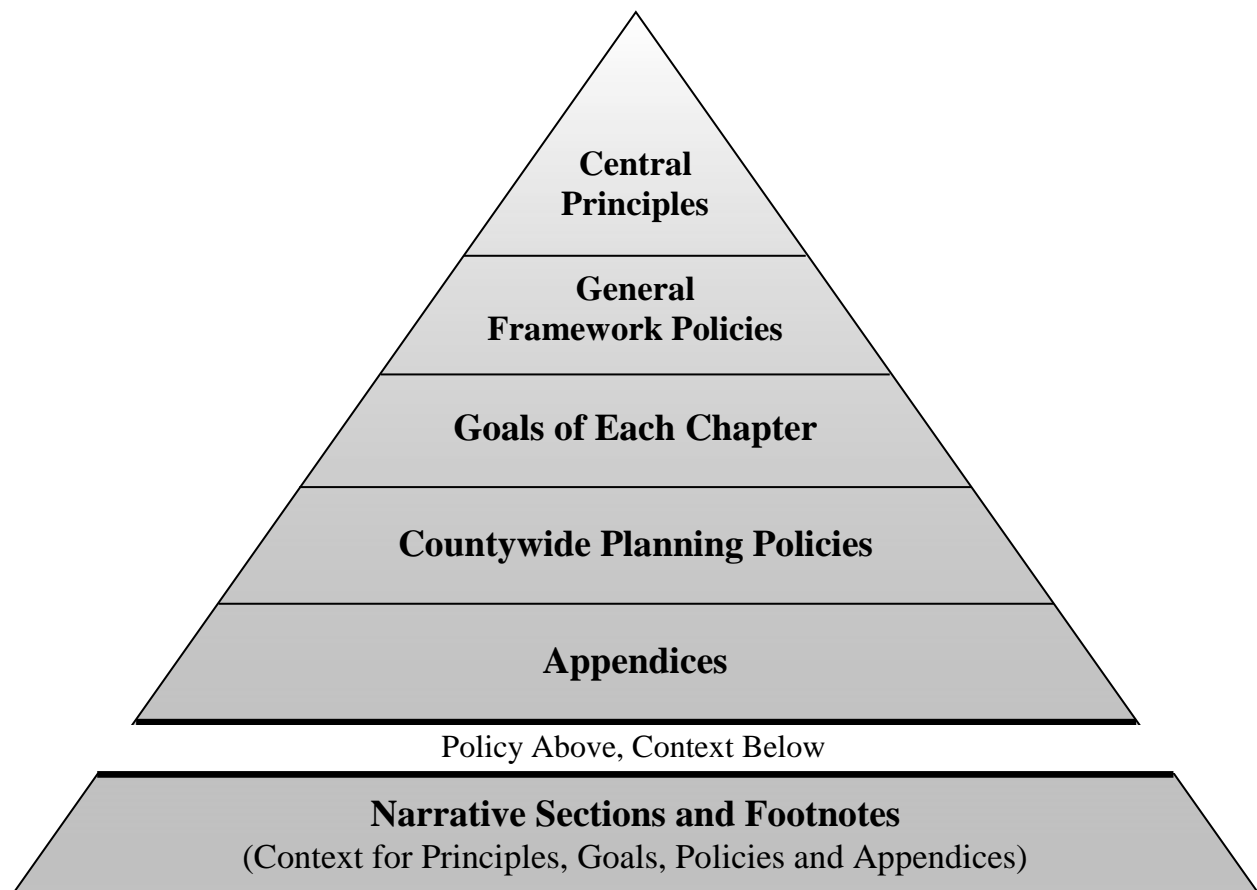 Central
Principles
General
Framework Policies
Goals of Each Chapter
Countywide Planning Policies
Appendices
Policy Above, Context Below
Narrative Sections and Footnotes
(Context for Principles, Goals, Policies and Appendices)